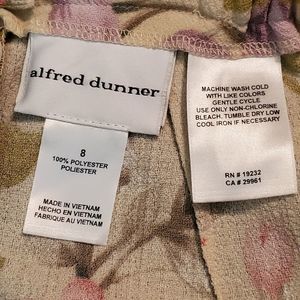 alfred dunner
8
100% POLYESTER
POLIESTER
MADE IN VIETNAM
HECHO EN VIETNAM
FABRIQUE AU VIETNAM
MACHINE WASH COLD
WITH LIKE COLORS
GENTLE CYCLE
USE ONLY NON-CHLORINE
BLEACH. TUMBLE DRY LOW
COOL IRON IF NECESSARY
RN # 19232
CA # 29961